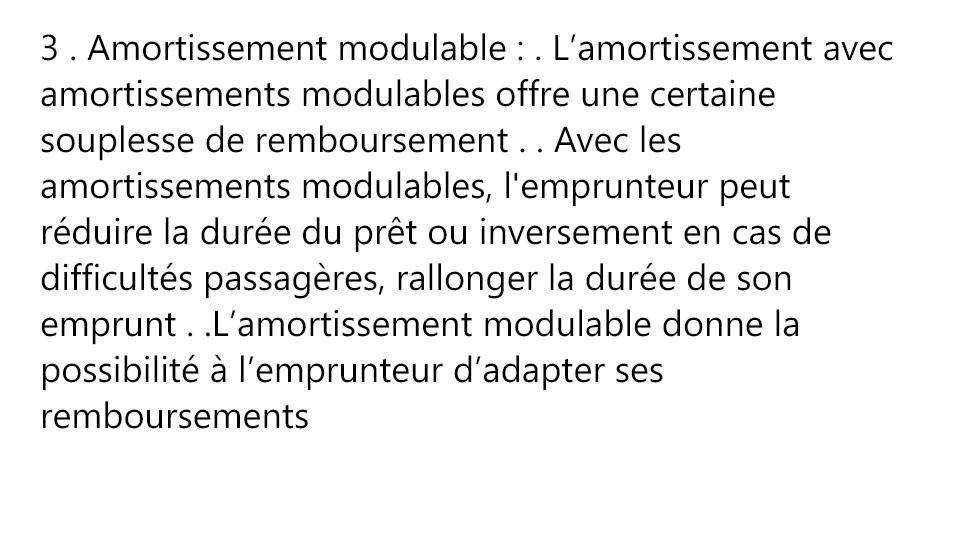 3 . Amortissement modulable : . L’amortissement avec
amortissements modulables offre une certaine
souplesse de remboursement . . Avec les
amortissements modulables, l'emprunteur peut
réduire la durée du prêt ou inversement en cas de
difficultés passagères, rallonger la durée de son
emprunt . .L’amortissement modulable donne la
possibilité à l’emprunteur d’adapter ses
remboursements